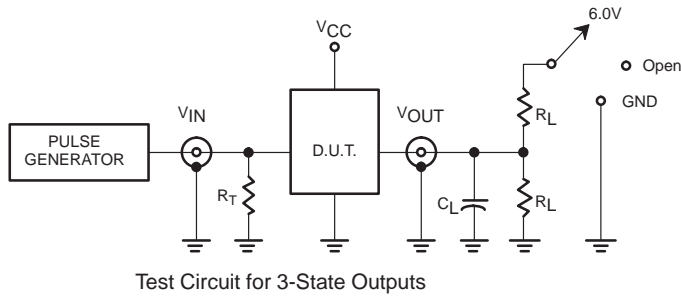 6.0V
VCC
Open
VIN
VOUT
RL
GND
PULSE
GENERATOR
D.U.T.
RT
CL
RL
Test Circuit for 3-State Outputs